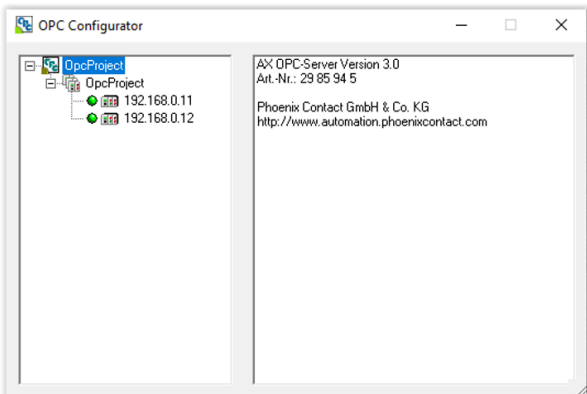 OPC Configurator
OpcProject
OpcProject
192.168.0.11
192.168.0.12
AX OPC-Server Version 3.0
Art.-Nr.: 29 85 94 5
Phoenix Contact GmbH & Co. KG
http://www.automation.phoenixcontact.com